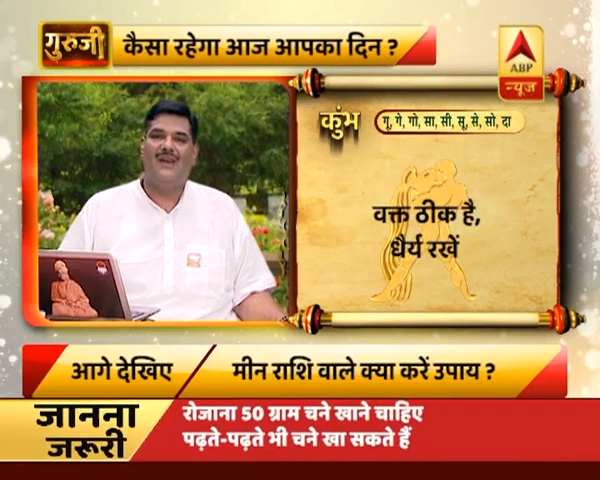 गुरुजी
कैसा रहेगा आज आपका दिन ?
ABP
न्यूज़
कुंभ
गू, गे, गो, सा, सी, सू, से, सो, दा
वक्त ठीक है,
धैर्य रखें
आगे देखिए
मीन राशि वाले क्या करें उपाय ?
जानना
जरूरी
रोजाना 50 ग्राम चने खाने चाहिए
पढ़ते-पढ़ते भी चने खा सकते हैं